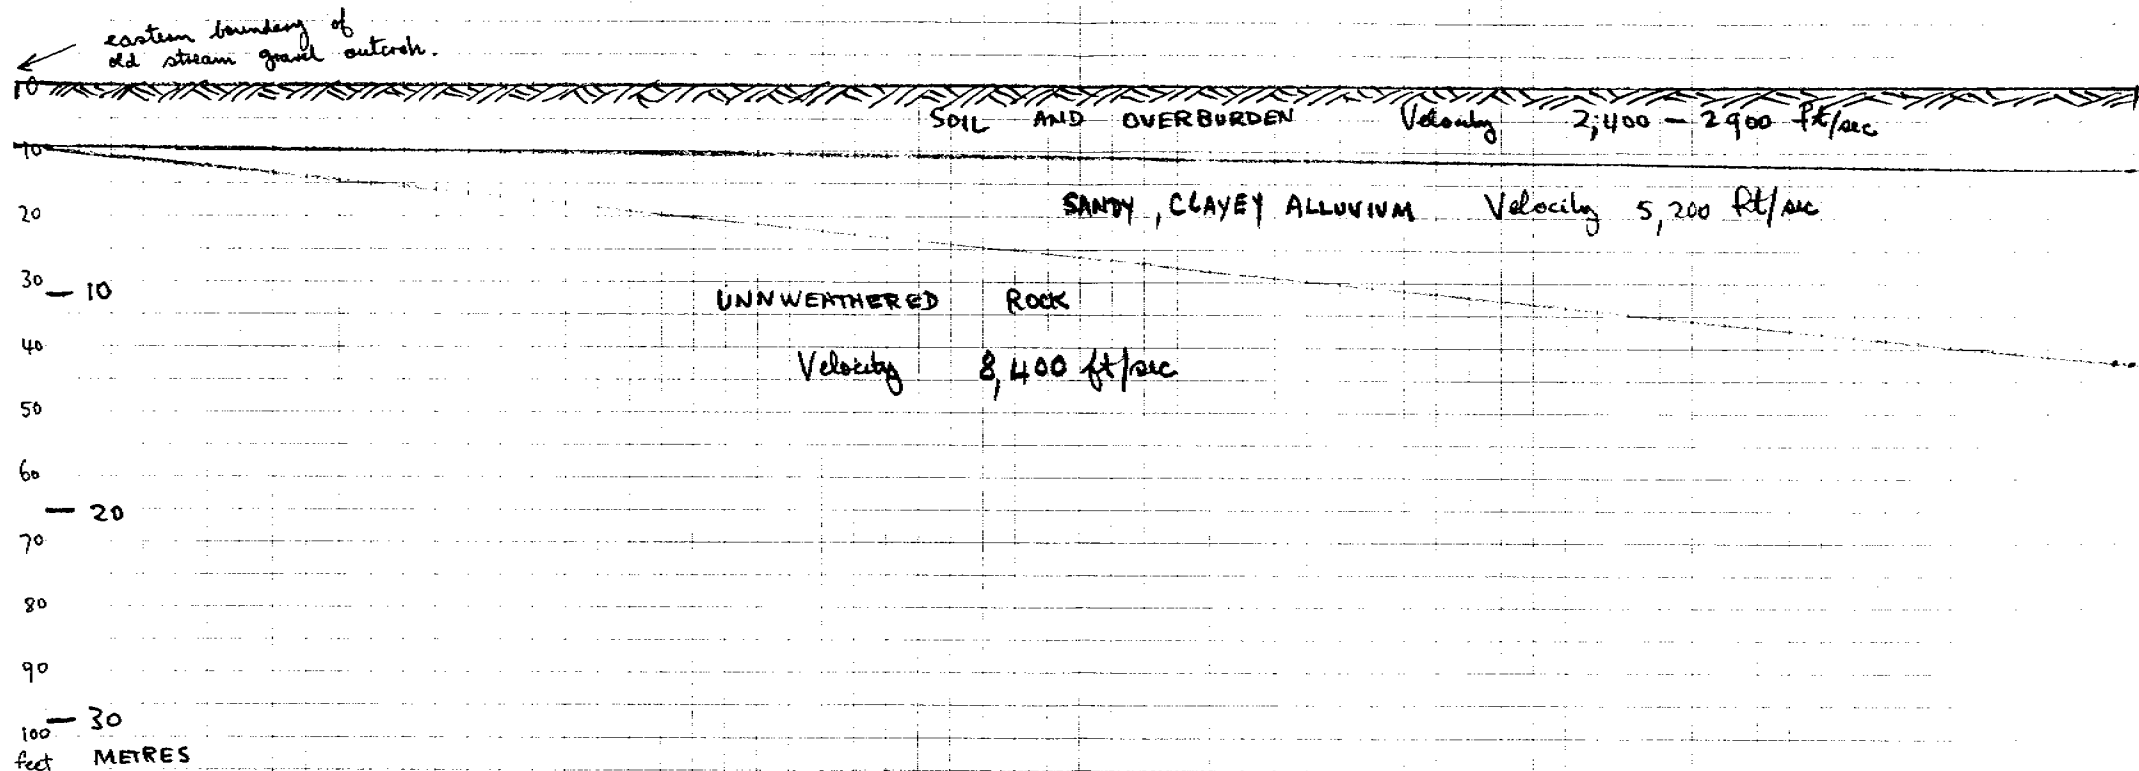 eastern boundary of
old stream gravel outcrop.
0
SOIL AND OVERBURDEN Velocity 2,400 – 2900 ft/sec
10
SANDY, CLAYEY ALLUVIUM Velocity 5,200 ft/sec
20
30 — 10
UNNWEATHERED ROCK
40
Velocity 8,400 ft/sec
50
60
— 20
70
80
90
— 30
100
feet METRES